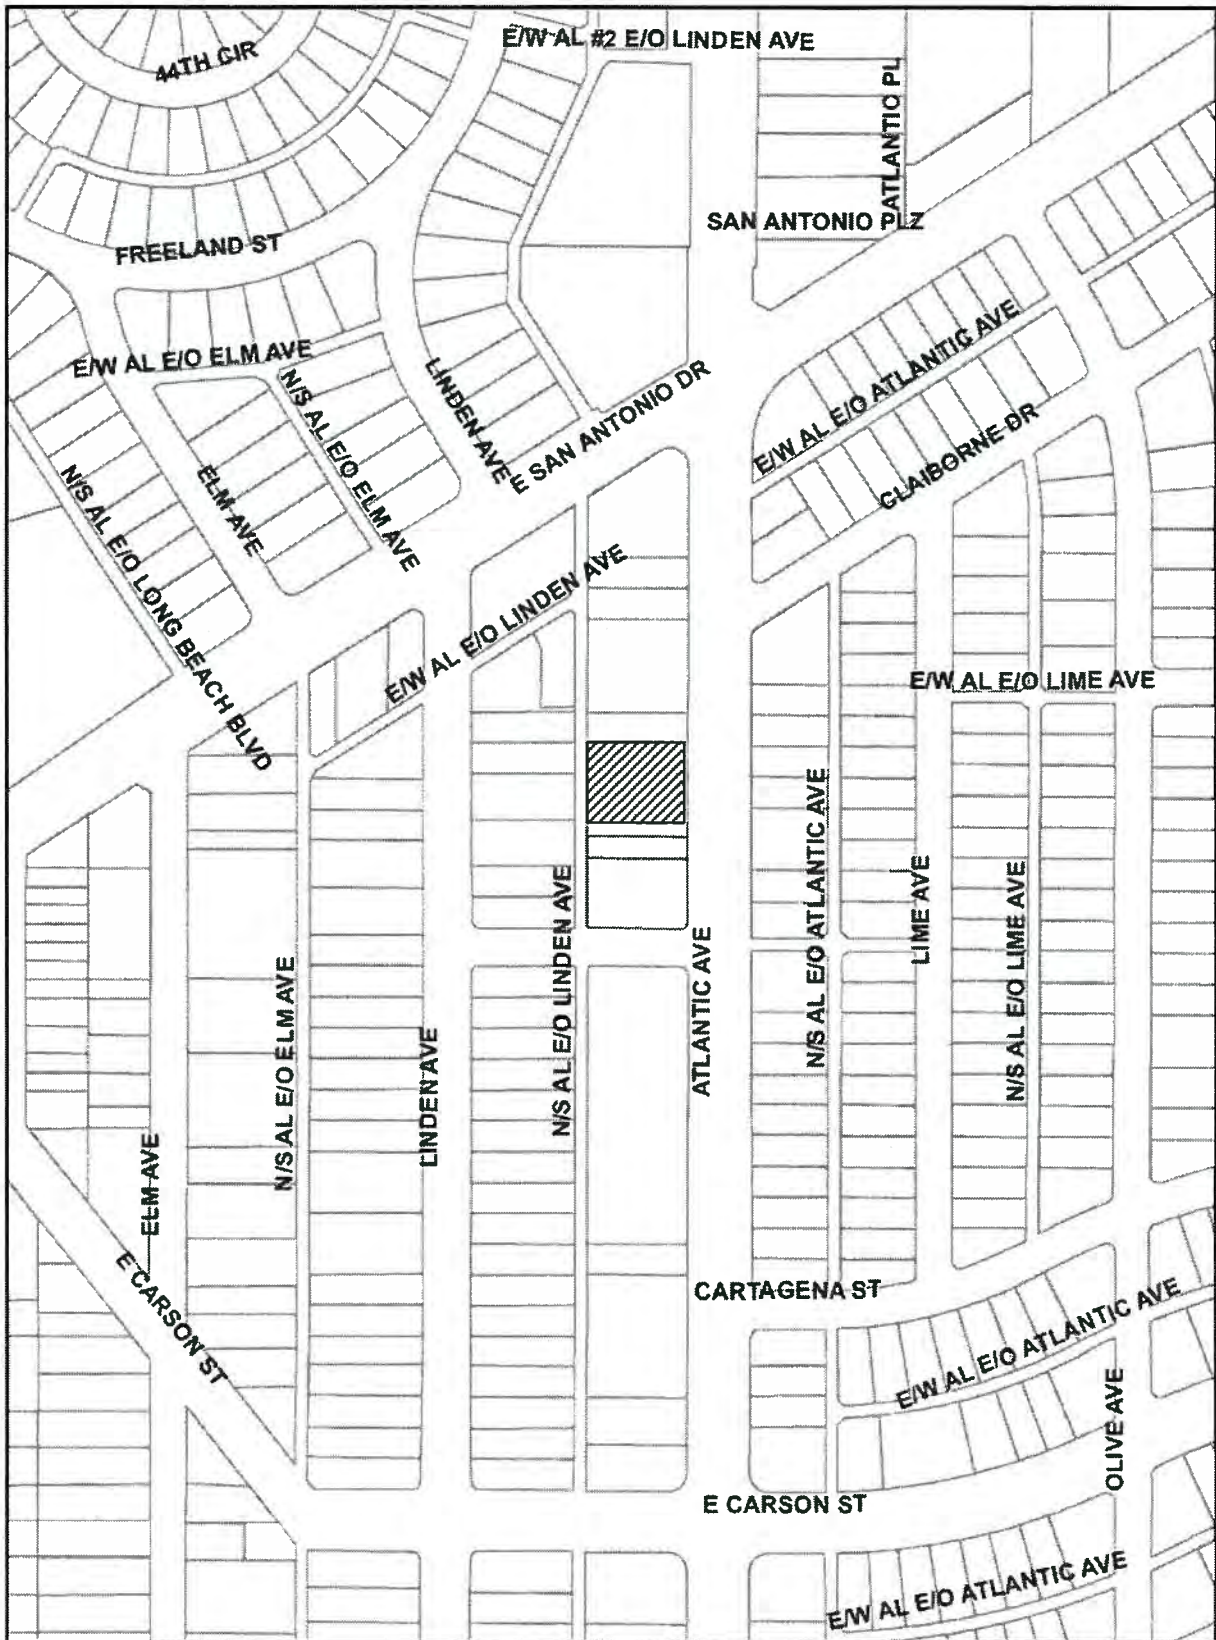 E/W AL #2 E/O LINDEN AVE
44TH CIR
ATLANTIC PL
SAN ANTONIO PLZ
FREELAND ST
E/W AL E/O ELM AVE
N/S AL E/O ELM AVE
LINDEN AVE
E SAN ANTONIO DR
E/W AL E/O ATLANTIC AVE
CLAIBORNE DR
N/S AL E/O LONG BEACH BLVD
ELM AVE
E/W AL E/O LINDEN AVE
E/W AL E/O LIME AVE
N/S AL E/O ATLANTIC AVE
LIME AVE
N/S AL E/O LIME AVE
N/S AL E/O LINDEN AVE
ATLANTIC AVE
N/S AL E/O ELM AVE
LINDEN AVE
ELM AVE
E CARSON ST
CARTAGENA ST
E/W AL E/O ATLANTIC AVE
OLIVE AVE
E CARSON ST
E/W AL E/O ATLANTIC AVE